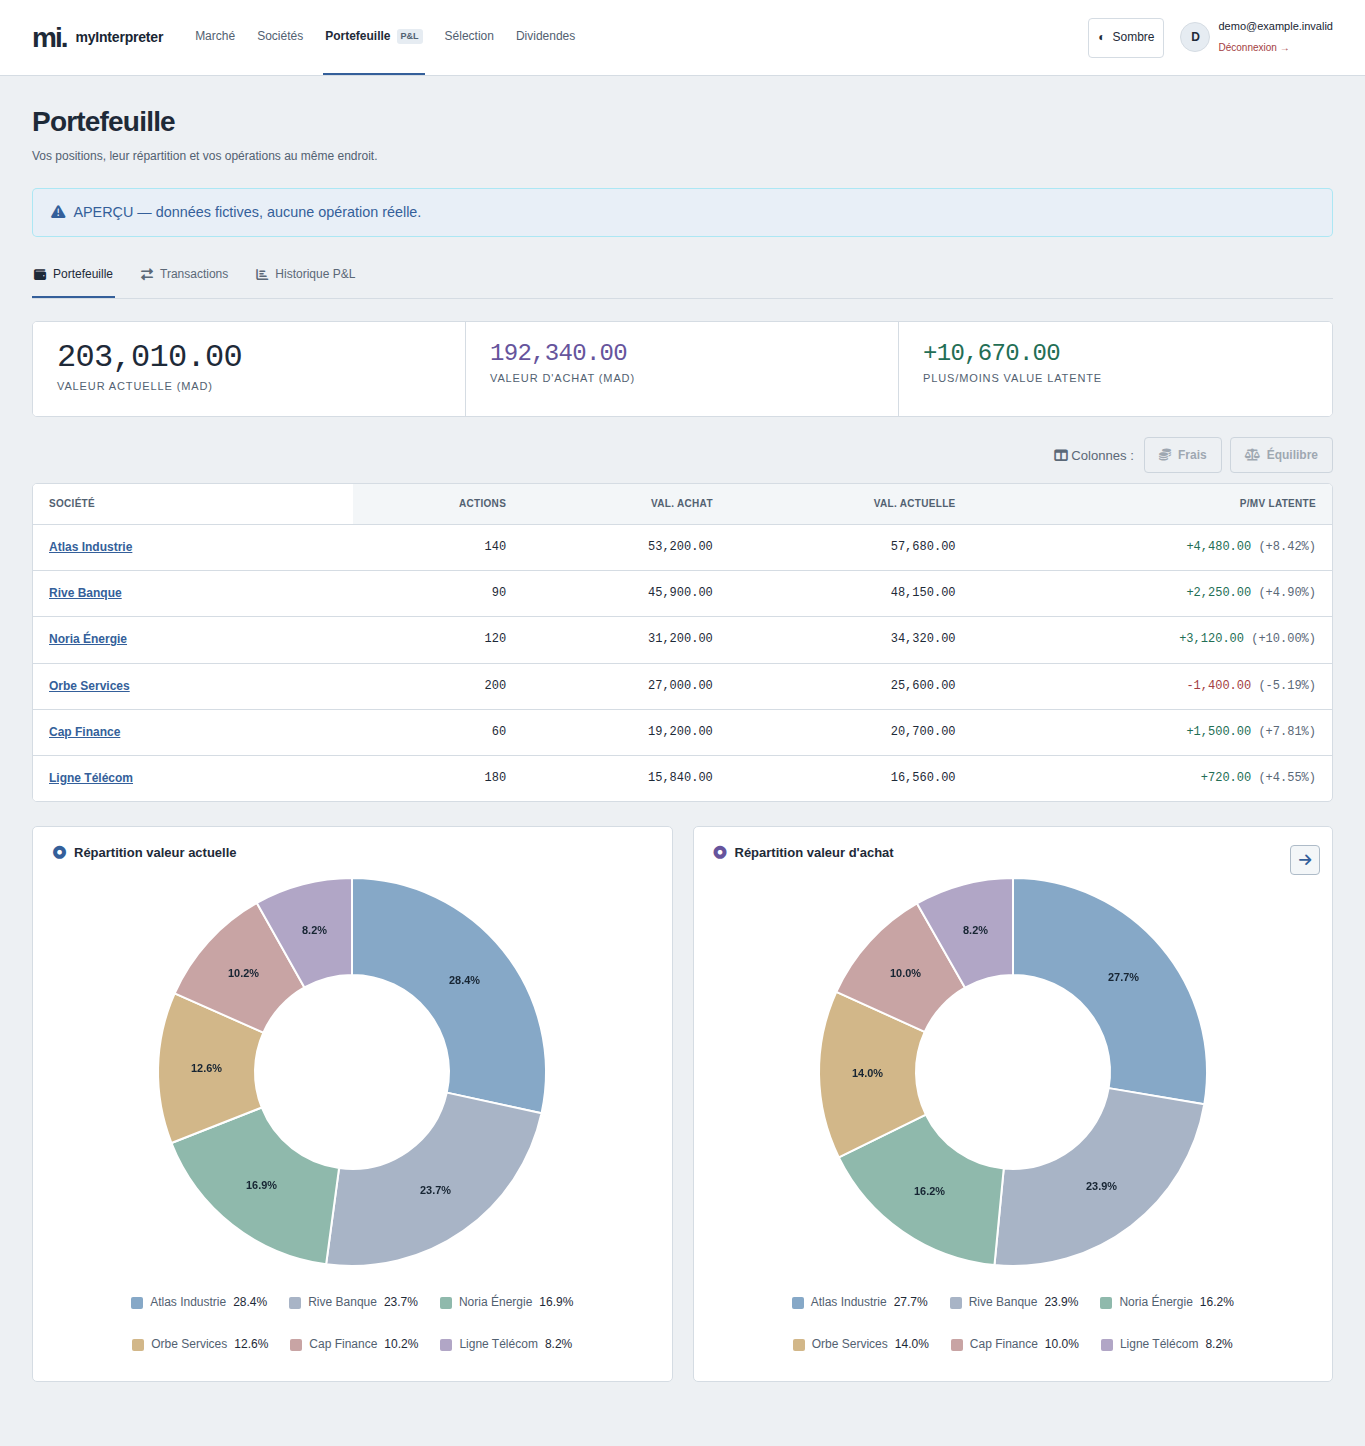 mi. myInterpreter Marché Sociétés Portefeuille P&L Sélection Dividendes Sombre D demo@example.invalid
Déconnexion →
Portefeuille
Vos positions, leur répartition et vos opérations au même endroit.
APERÇU — données fictives, aucune opération réelle.
Portefeuille Transactions Historique P&L
203,010.00 192,340.00 +10,670.00
VALEUR ACTUELLE (MAD) VALEUR D'ACHAT (MAD) PLUS/MOINS VALUE LATENTE
Colonnes : Frais Équilibre
SOCIÉTÉ ACTIONS VAL. ACHAT VAL. ACTUELLE P/MV LATENTE
Atlas Industrie 140 53,200.00 57,680.00 +4,480.00 (+8.42%)
Rive Banque 90 45,900.00 48,150.00 +2,250.00 (+4.90%)
Noria Énergie 120 31,200.00 34,320.00 +3,120.00 (+10.00%)
Orbe Services 200 27,000.00 25,600.00 -1,400.00 (-5.19%)
Cap Finance 60 19,200.00 20,700.00 +1,500.00 (+7.81%)
Ligne Télécom 180 15,840.00 16,560.00 +720.00 (+4.55%)
Répartition valeur actuelle
8.2%
10.2%
28.4%
12.6%
16.9%
23.7%
Atlas Industrie 28.4% Rive Banque 23.7% Noria Énergie 16.9%
Orbe Services 12.6% Cap Finance 10.2% Ligne Télécom 8.2%
Répartition valeur d'achat
8.2%
10.0%
27.7%
14.0%
16.2%
23.9%
Atlas Industrie 27.7% Rive Banque 23.9% Noria Énergie 16.2%
Orbe Services 14.0% Cap Finance 10.0% Ligne Télécom 8.2%